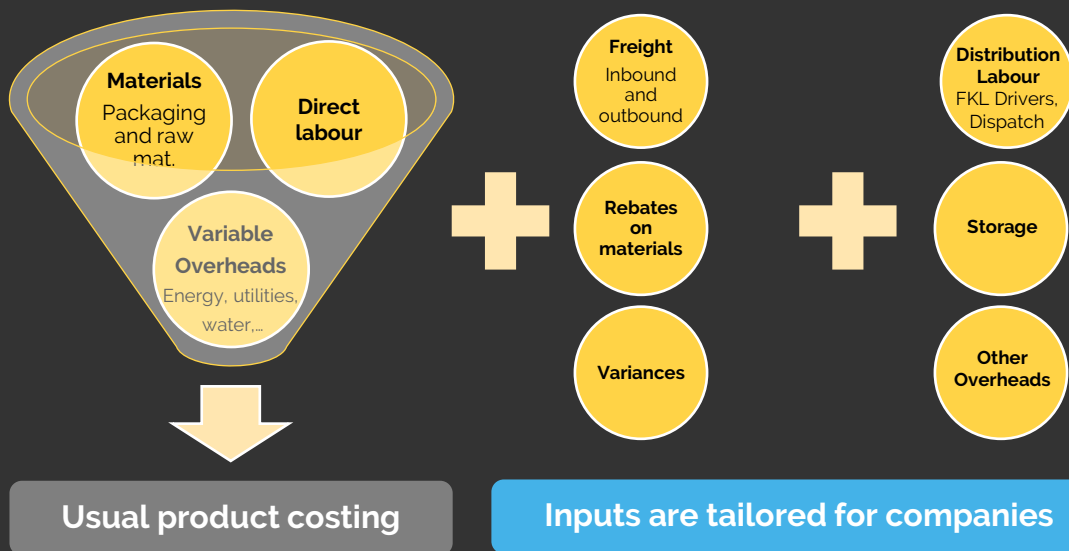 Materials
Packaging
and raw
mat.
Direct
labour
Variable
Overheads
Energy, utilities,
water,…
Freight
Inbound
and
outbound
Rebates
on
materials
Variances
Distribution
Labour
FKL Drivers,
Dispatch
Storage
Other
Overheads
Usual product costing
Inputs are tailored for companies